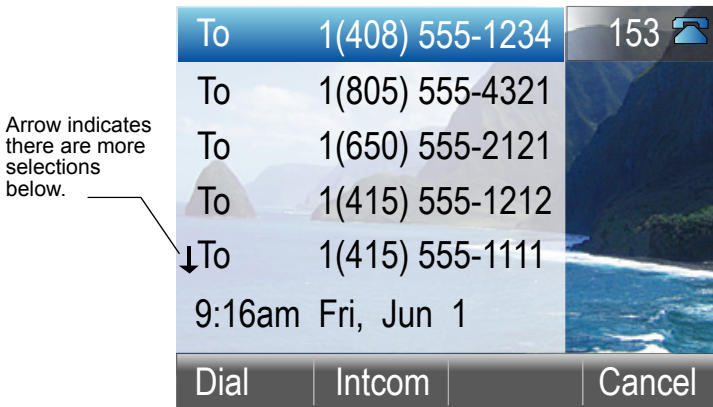 To 1(408) 555-1234 153
To 1(805) 555-4321
Arrow indicates
there are more
selections
below.
To 1(650) 555-2121
To 1(415) 555-1212
↓To 1(415) 555-1111
9:16am Fri, Jun 1
Dial Intcom Cancel